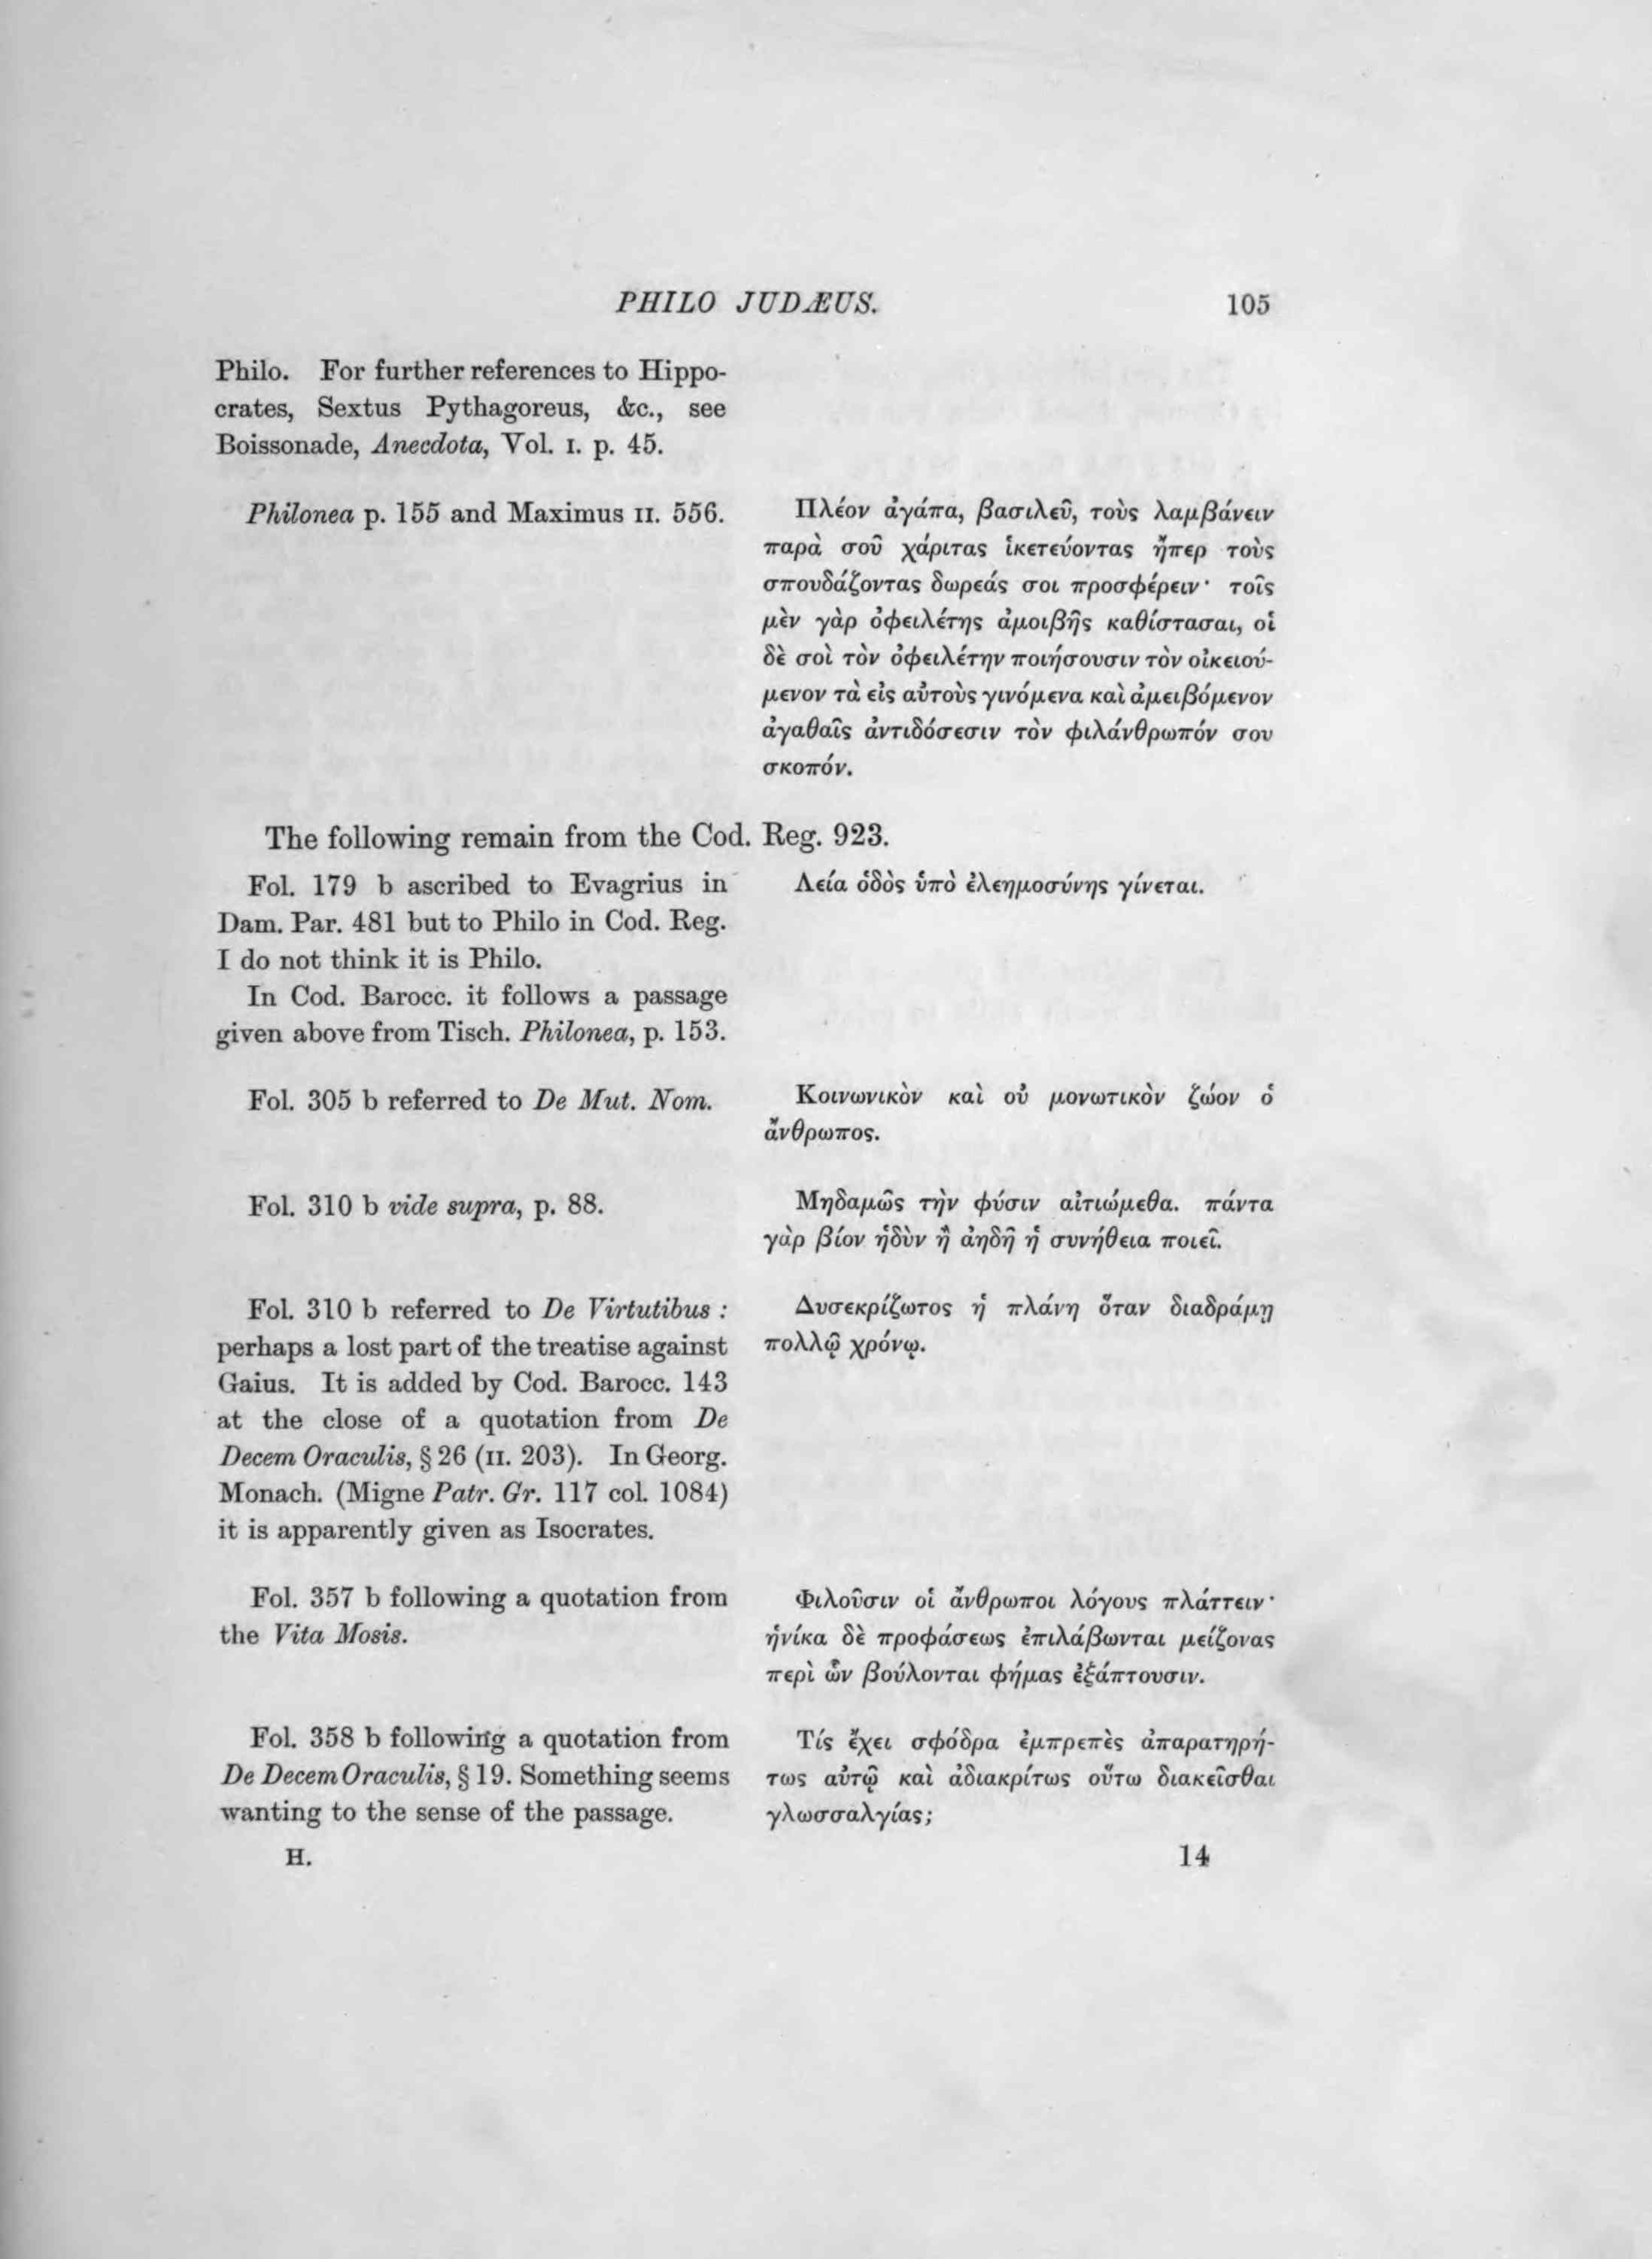 PHILO JUDÆUS. 105
Philo. For further references to Hippo-
crates, Sextus Pythagoreus, &c., see
Boissonade, Anecdota, Vol. I. p. 45.
Philonea p. 155 and Maximus II. 556.
Πλέον ἀγάπα, βασιλεῦ, τοὺς λαμβάνειν
παρὰ σοῦ χάριτας ἱκετεύοντας ἤπερ τοὺς
σπουδάζοντας δωρεάς σοι προσφέρειν· τοῖς
μὲν γὰρ ὀφειλέτης ἀμοιβῆς καθίστασαι, οἱ
δὲ σοὶ τὸν ὀφειλέτην ποιήσουσιν τὸν οἰκειού-
μενον τὰ εἰς αὐτοὺς γινόμενα καὶ ἀμειβόμενον
ἀγαθαῖς ἀντιδόσεσιν τὸν φιλάνθρωπόν σου
σκοπόν.
The following remain from the Cod. Reg. 923.
Fol. 179 b ascribed to Evagrius in
Dam. Par. 481 but to Philo in Cod. Reg.
I do not think it is Philo.
In Cod. Barocc. it follows a passage
given above from Tisch. Philonea, p. 153.
Λεία ὁδὸς ὑπὸ ἐλεημοσύνης γίνεται.
Fol. 305 b referred to De Mut. Nom.
Κοινωνικὸν καὶ οὐ μονωτικὸν ζώον ὁ
ἄνθρωπος.
Fol. 310 b vide supra, p. 88.
Μηδαμῶς τὴν φύσιν αἰτιώμεθα. πάντα
γὰρ βίον ἡδὺν ἢ ἀηδῆ ἡ συνήθεια ποιεῖ.
Fol. 310 b referred to De Virtutibus :
perhaps a lost part of the treatise against
Gaius. It is added by Cod. Barocc. 143
at the close of a quotation from De
Decem Oraculis, § 26 (II. 203). In Georg.
Monach. (Migne Patr. Gr. 117 col. 1084)
it is apparently given as Isocrates.
Δυσεκρίζωτος ἡ πλάνη ὅταν διαδράμῃ
πολλῷ χρόνῳ.
Fol. 357 b following a quotation from
the Vita Mosis.
Φιλοῦσιν οἱ ἄνθρωποι λόγους πλάττειν·
ἡνίκα δὲ προφάσεως ἐπιλάβωνται μείζονας
περὶ ὧν βούλονται φήμας ἐξάπτουσιν.
Fol. 358 b following a quotation from
De Decem Oraculis, § 19. Something seems
wanting to the sense of the passage.
Τίς ἔχει σφόδρα ἐμπρεπὲς ἀπαρατηρή-
τως αὐτῷ καὶ ἀδιακρίτως οὕτω διακεῖσθαι
γλωσσαλγίας;
H. 14